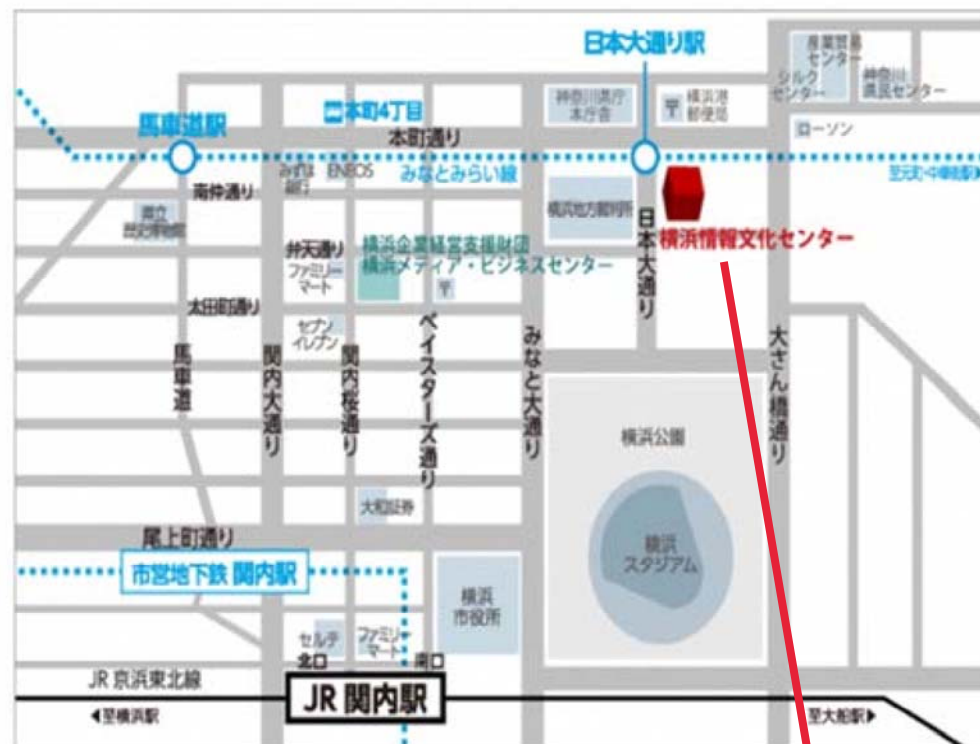 日本大通り駅
産業貿易
センター
シルク
センター
神奈川
県民センター
神奈川県庁
本庁舎
〒
横浜港
郵便局
本町4丁目
馬車道駅
本町通り
ローソン
みずほ
銀行
ENEOS
みなとみらい線
至元町・中華街駅▶
南仲通り
県立
歴史博物館
横浜地方裁判所
日本大通り
横浜情報文化センター
弁天通り
ファミリー
マート
横浜企業経営支援財団
横浜メディア・ビジネスセンター
〒
太田町通り
セブン
イレブン
馬車道
関内大通り
関内桜通り
ベイスターズ通り
みなと大通り
大さん橋通り
横浜公園
大和証券
尾上町通り
横浜
スタジアム
市営地下鉄 関内駅
横浜
市役所
セルテ
ファミリー
マート
北口
南口
JR 京浜東北線
JR 関内駅
◀至横浜駅
至大船駅▶